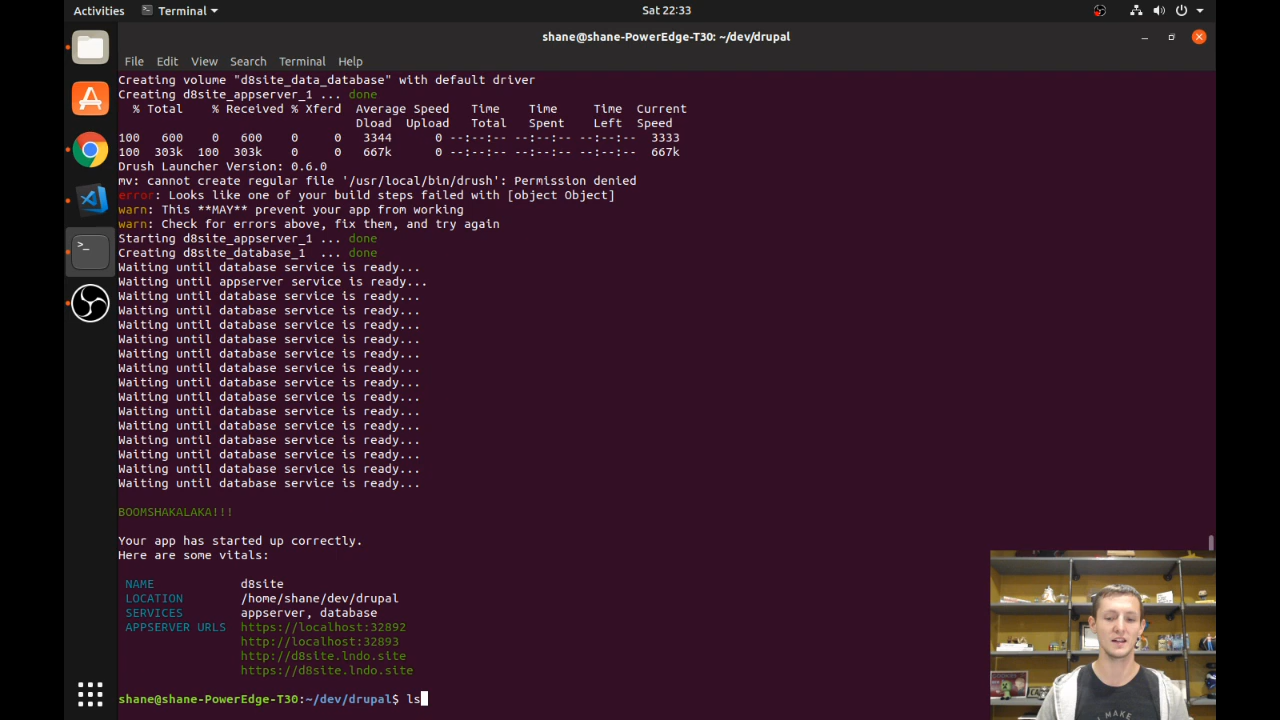 Activities Terminal Sat 22:33
shane@shane-PowerEdge-T30: ~/dev/drupal
File Edit View Search Terminal Help
Creating volume "d8site_data_database" with default driver
Creating d8site_appserver_1 ... done
% Total % Received % Xferd Average Speed Time Time Time Current
Dload Upload Total Spent Left Speed
100 600 0 600 0 0 3344 0 --:--:-- --:--:-- --:--:-- 3333
100 303k 100 303k 0 0 667k 0 --:--:-- --:--:-- --:--:-- 667k
Drush Launcher Version: 0.6.0
mv: cannot create regular file '/usr/local/bin/drush': Permission denied
error: Looks like one of your build steps failed with [object Object]
warn: This **MAY** prevent your app from working
warn: Check for errors above, fix them, and try again
Starting d8site_appserver_1 ... done
Creating d8site_database_1 ... done
Waiting until database service is ready...
Waiting until appserver service is ready...
Waiting until database service is ready...
Waiting until database service is ready...
Waiting until database service is ready...
Waiting until database service is ready...
Waiting until database service is ready...
Waiting until database service is ready...
Waiting until database service is ready...
Waiting until database service is ready...
Waiting until database service is ready...
Waiting until database service is ready...
Waiting until database service is ready...
Waiting until database service is ready...
Waiting until database service is ready...
Waiting until database service is ready...
BOOMSHAKALAKA!!!
Your app has started up correctly.
Here are some vitals:
NAME d8site
LOCATION /home/shane/dev/drupal
SERVICES appserver, database
APPSERVER URLS https://localhost:32892
http://localhost:32893
http://d8site.lndo.site
https://d8site.lndo.site
shane@shane-PowerEdge-T30:~/dev/drupal$ ls
MAKE